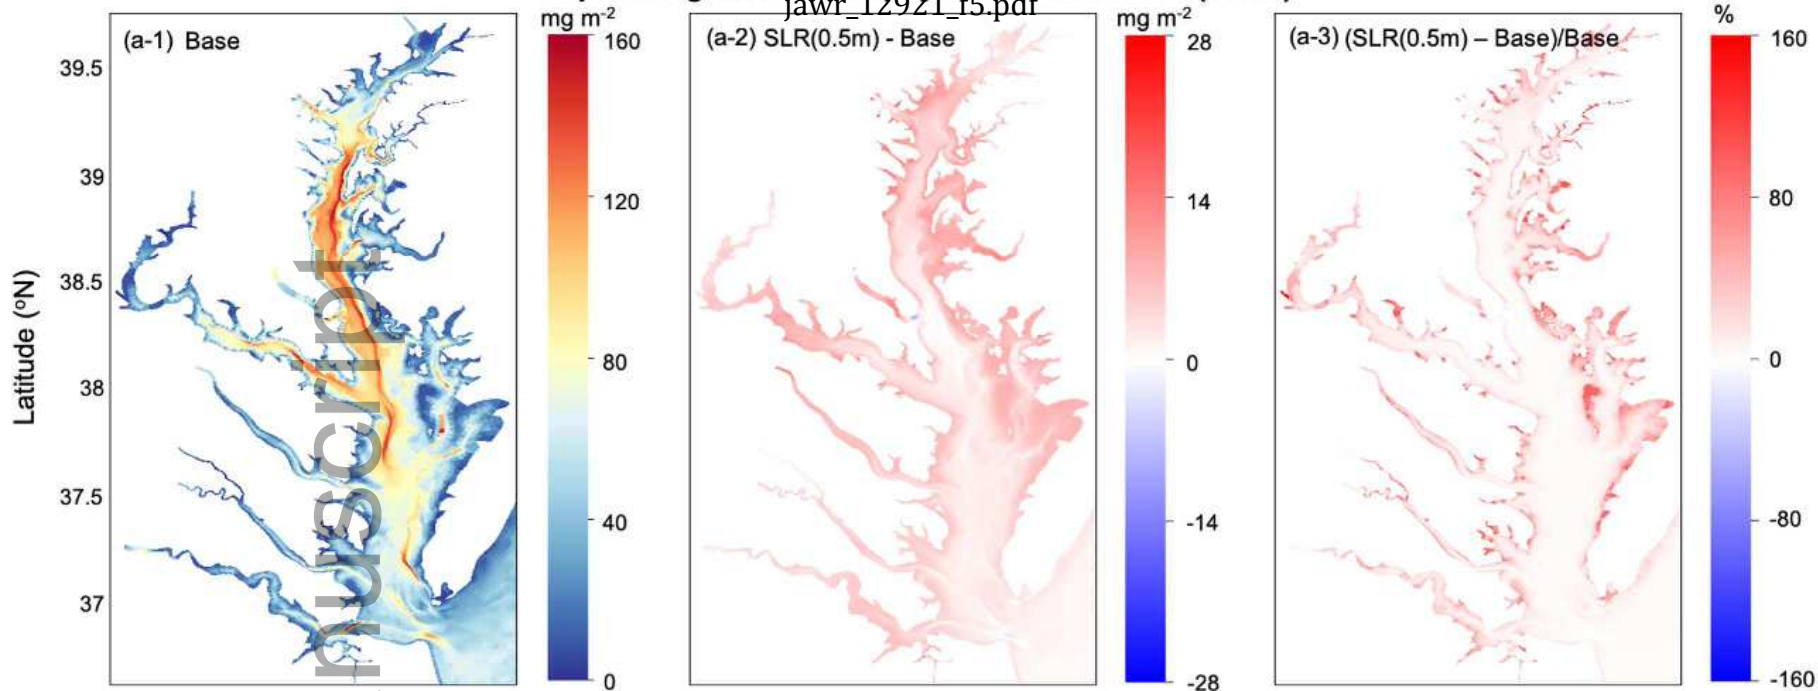 jawr_12921_f5.pdf
mg m-2
mg m-2
%
(a-1) Base
(a-2) SLR(0.5m) - Base
(a-3) (SLR(0.5m) – Base)/Base
160
120
80
40
0
28
14
0
-14
-28
160
80
0
-80
-160
39.5
39
38.5
38
37.5
37
Latitude (ºN)
nuscript